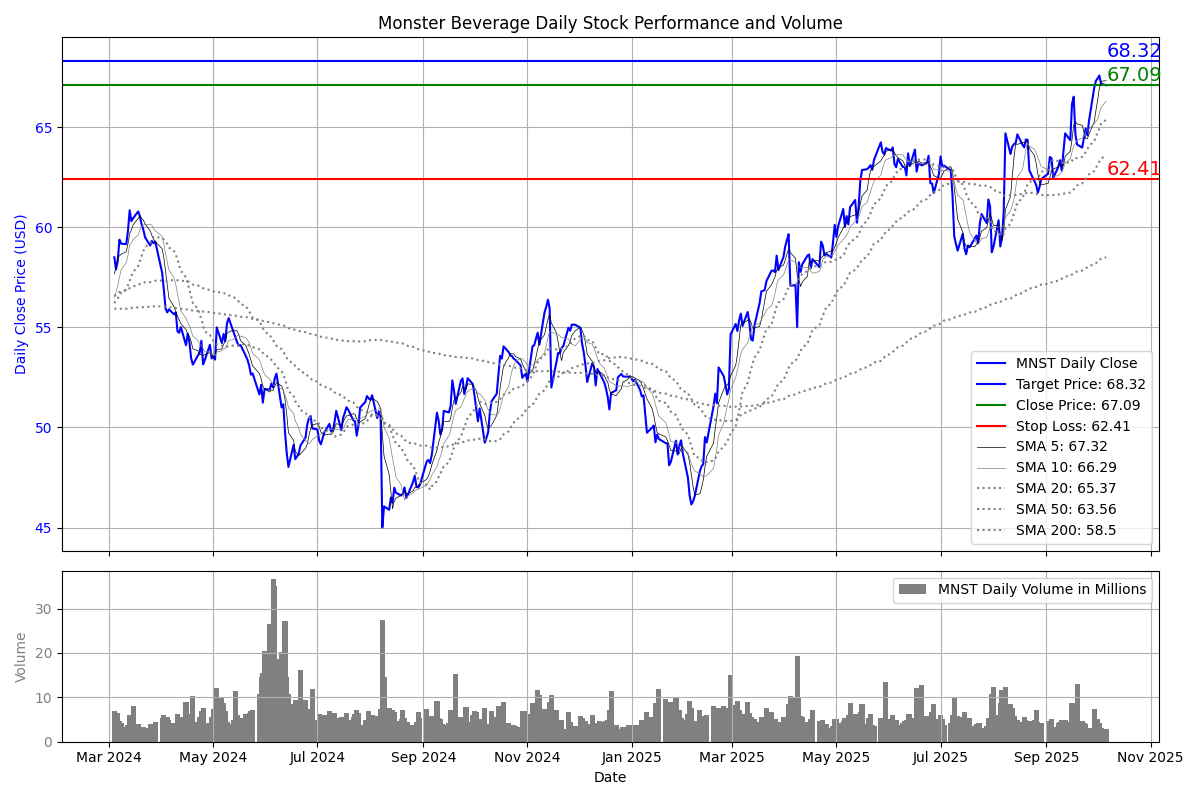 Monster Beverage Daily Stock Performance and Volume
68.32
67.09
62.41
Daily Close Price (USD)
65
60
55
50
45
MNST Daily Close
Target Price: 68.32
Close Price: 67.09
Stop Loss: 62.41
SMA 5: 67.32
SMA 10: 66.29
SMA 20: 65.37
SMA 50: 63.56
SMA 200: 58.5
MNST Daily Volume in Millions
Volume
30
20
10
0
Mar 2024 May 2024 Jul 2024 Sep 2024 Nov 2024 Jan 2025 Mar 2025 May 2025 Jul 2025 Sep 2025 Nov 2025
Date